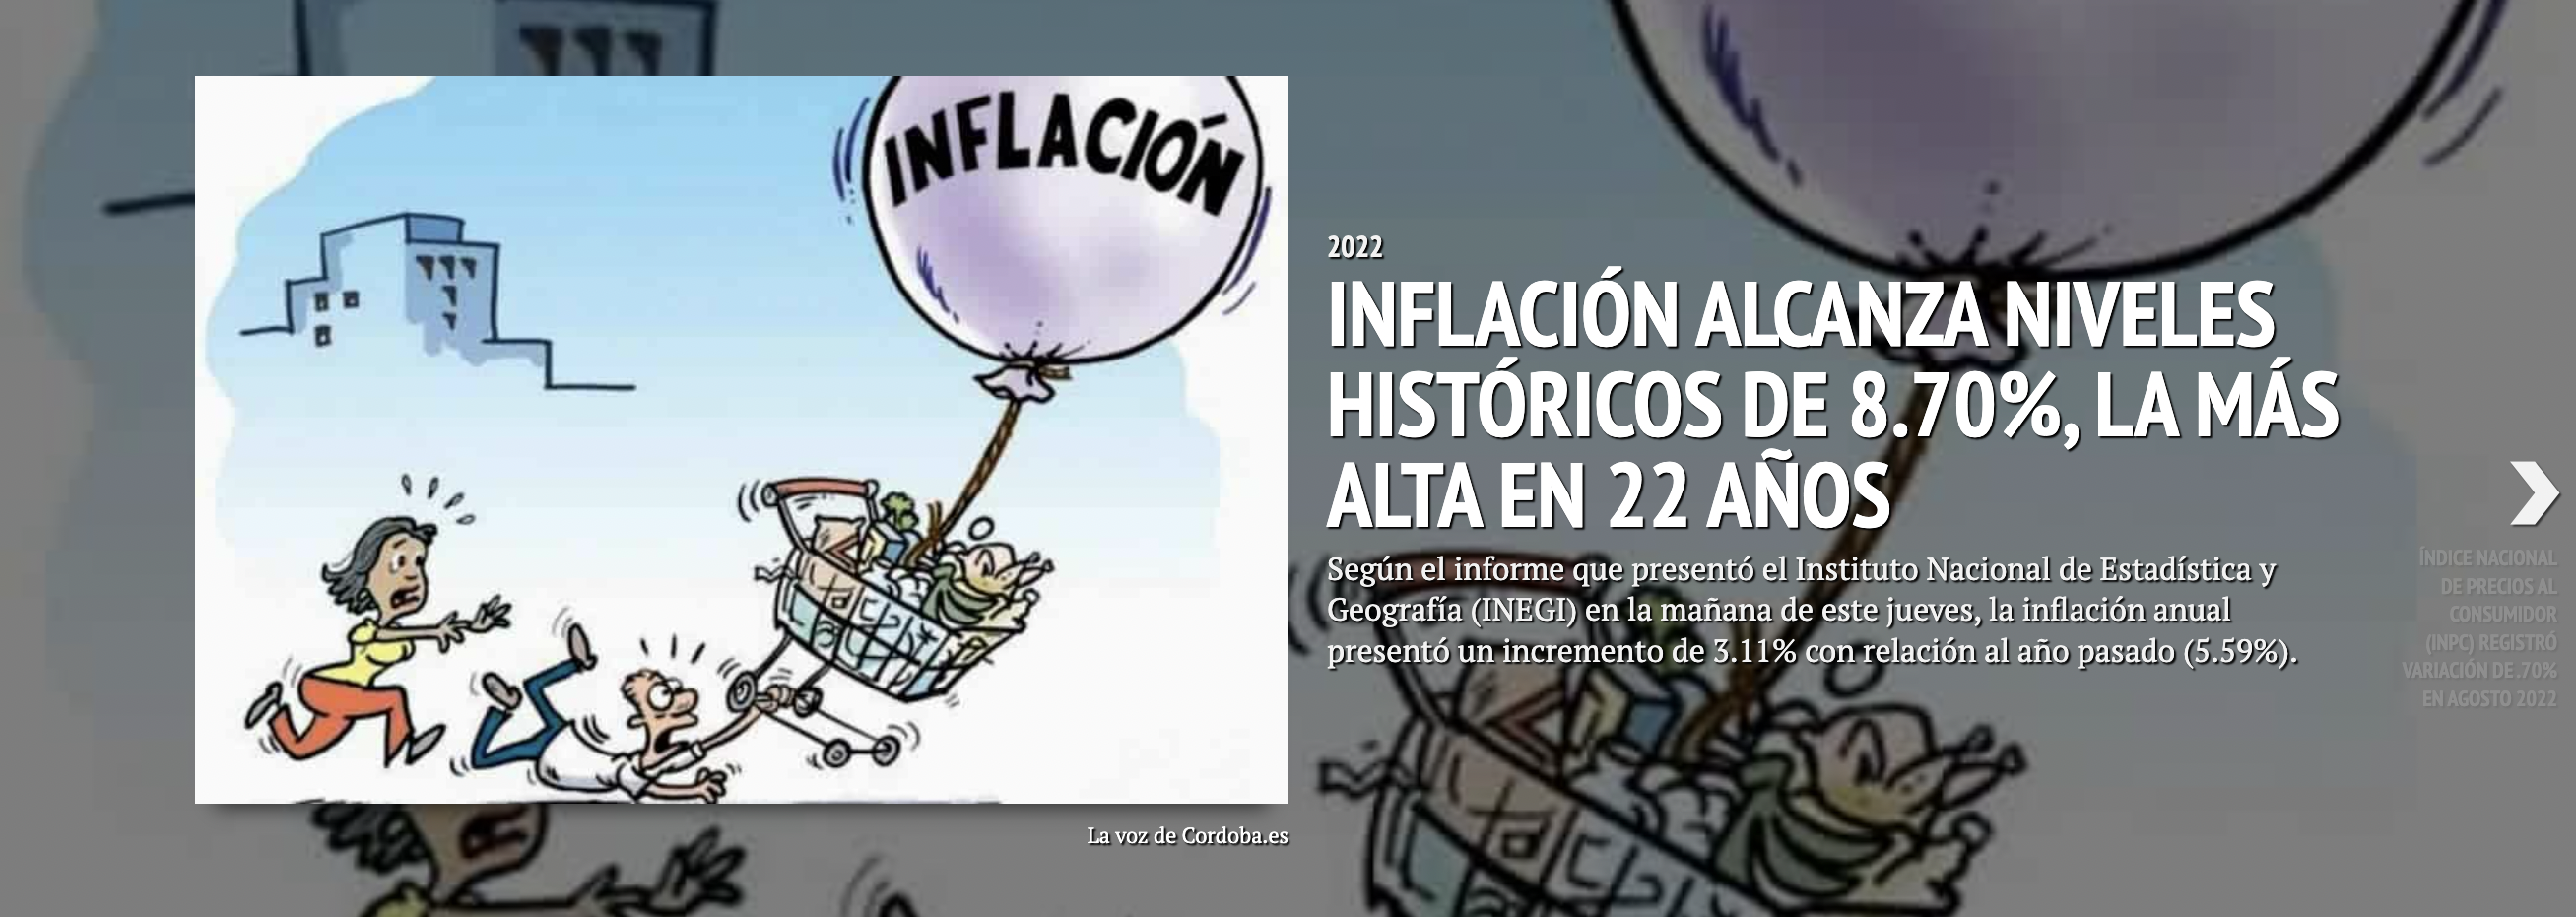 INFLACIÓN
2022
INFLACIÓN ALCANZA NIVELES
HISTÓRICOS DE 8.70%, LA MÁS
ALTA EN 22 AÑOS
Según el informe que presentó el Instituto Nacional de Estadística y
Geografía (INEGI) en la mañana de este jueves, la inflación anual
presentó un incremento de 3.11% con relación al año pasado (5.59%).
ÍNDICE NACIONAL
DE PRECIOS AL
CONSUMIDOR
(INPC) REGISTRÓ
VARIACIÓN DE .70%
EN AGOSTO 2022
La voz de Cordoba.es